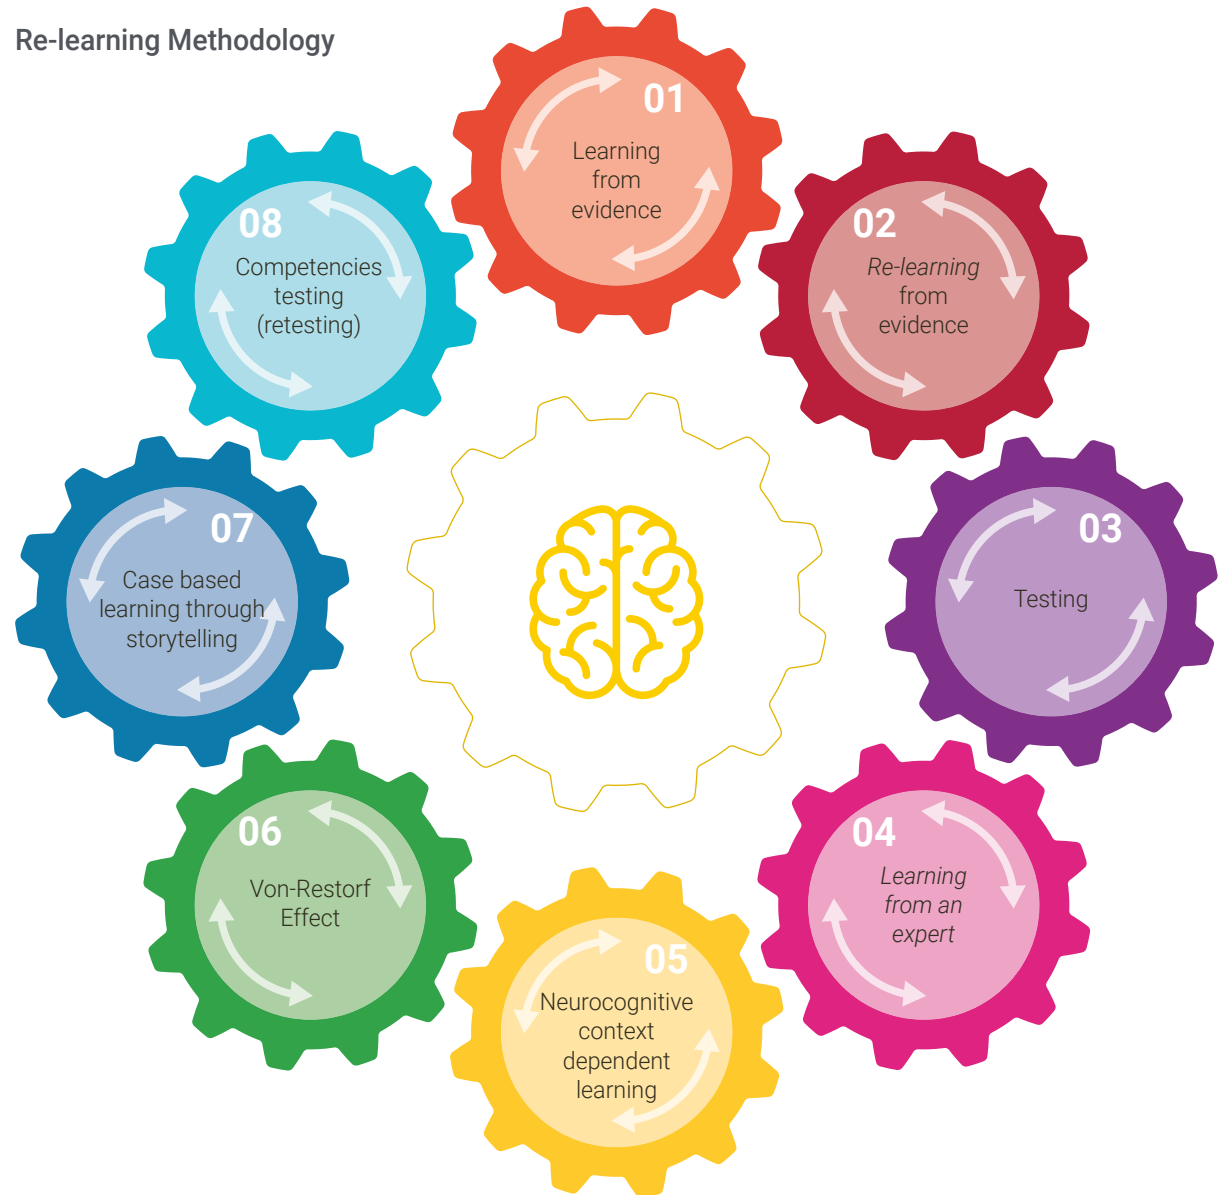 Re-learning Methodology
01
Learning
from
evidence
02
Re-learning
from
evidence
03
Testing
04
Learning
from an
expert
05
Neurocognitive
context
dependent
learning
06
Von-Restorf
Effect
07
Case based
learning through
storytelling
08
Competencies
testing
(retesting)